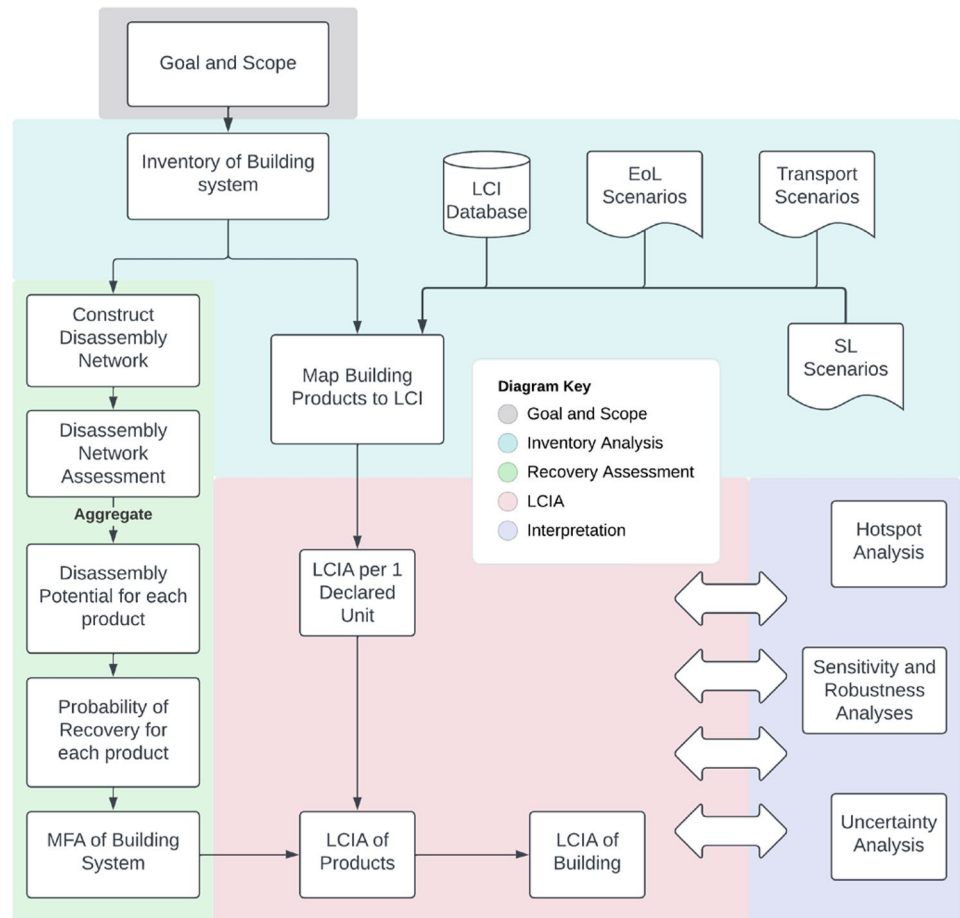 Goal and Scope
Inventory of Building
system
LCI
Database
EoL
Scenarios
Transport
Scenarios
SL
Scenarios
Construct
Disassembly
Network
Map Building
Products to LCI
Diagram Key
Goal and Scope
Inventory Analysis
Recovery Assessment
LCIA
Interpretation
Disassembly
Network
Assessment
Aggregate
Disassembly
Potential for each
product
LCIA per 1
Declared
Unit
Hotspot
Analysis
Probability of
Recovery for
each product
Sensitivity and
Robustness
Analyses
MFA of Building
System
LCIA of
Products
LCIA of
Building
Uncertainty
Analysis